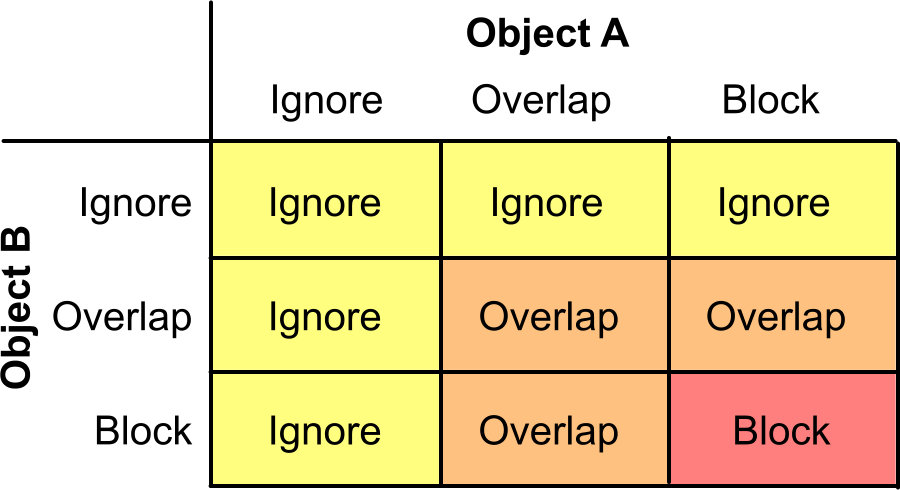 Object A
Ignore Overlap Block
Object B
Ignore Ignore Ignore Ignore
Overlap Ignore Overlap Overlap
Block Ignore Overlap Block